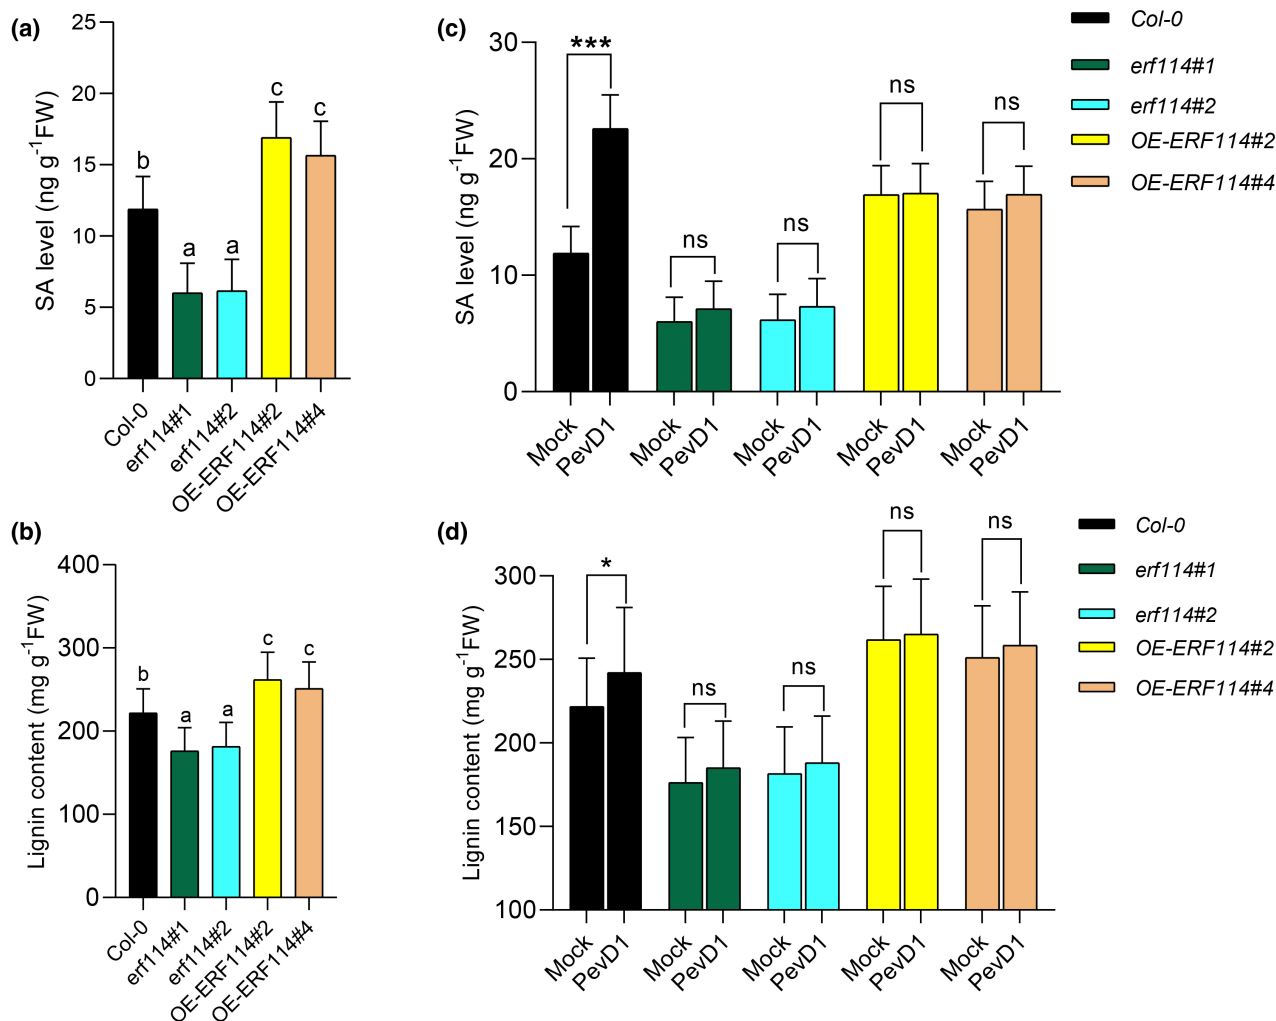 (a)
SA level (ng g⁻¹FW)
25
20
15
10
5
0
b
a
a
c
c
Col-0
erf114#1
erf114#2
OE-ERF114#2
OE-ERF114#4
(c)
SA level (ng g⁻¹FW)
30
20
10
0
***
ns
ns
ns
ns
Mock
PevD1
Mock
PevD1
Mock
PevD1
Mock
PevD1
Mock
PevD1
Col-0
erf114#1
erf114#2
OE-ERF114#2
OE-ERF114#4
(b)
Lignin content (mg g⁻¹FW)
400
300
200
100
0
b
a
a
c
c
Col-0
erf114#1
erf114#2
OE-ERF114#2
OE-ERF114#4
(d)
Lignin content (mg g⁻¹FW)
300
250
200
150
100
*
ns
ns
ns
ns
Mock
PevD1
Mock
PevD1
Mock
PevD1
Mock
PevD1
Mock
PevD1
Col-0
erf114#1
erf114#2
OE-ERF114#2
OE-ERF114#4